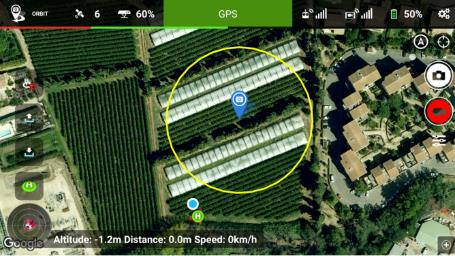 ORBIT 6 60% GPS 50%
A
H
H
Google Altitude: -1.2m Distance: 0.0m Speed: 0km/h